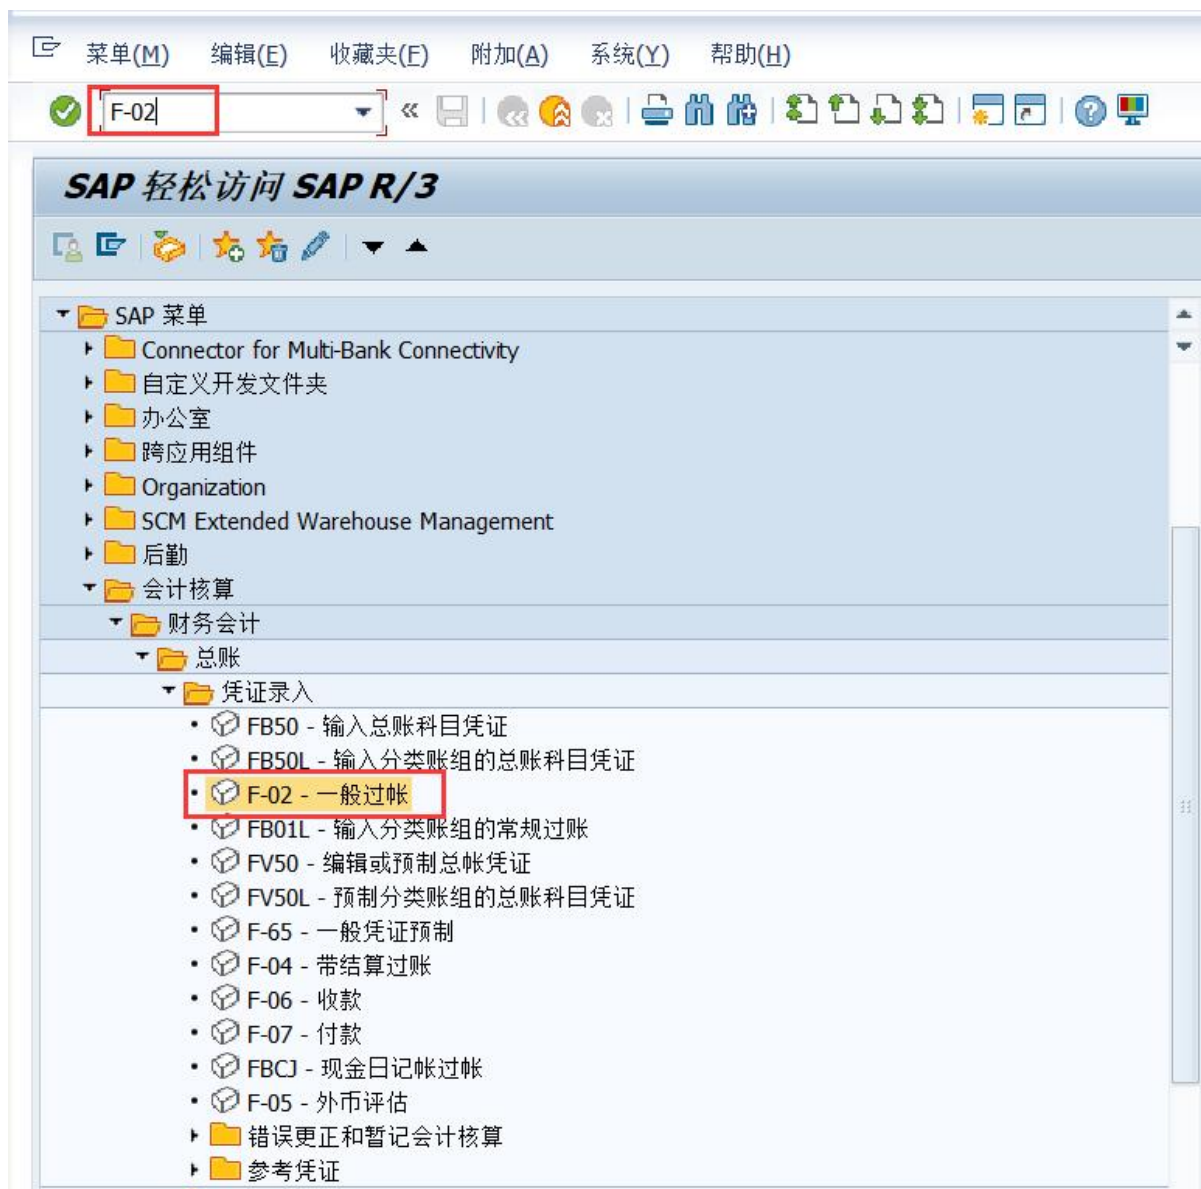 菜单(M) 编辑(E) 收藏夹(F) 附加(A) 系统(Y) 帮助(H)
F-02
SAP 轻松访问 SAP R/3
SAP 菜单
Connector for Multi-Bank Connectivity
自定义开发文件夹
办公室
跨应用组件
Organization
SCM Extended Warehouse Management
后勤
会计核算
财务会计
总账
凭证录入
FB50 - 输入总账科目凭证
FB50L - 输入分类账组的总账科目凭证
F-02 - 一般过帐
FB01L - 输入分类账组的常规过账
FV50 - 编辑或预制总帐凭证
FV50L - 预制分类账组的总账科目凭证
F-65 - 一般凭证预制
F-04 - 带结算过账
F-06 - 收款
F-07 - 付款
FBCJ - 现金日记帐过帐
F-05 - 外币评估
错误更正和暂记会计核算
参考凭证